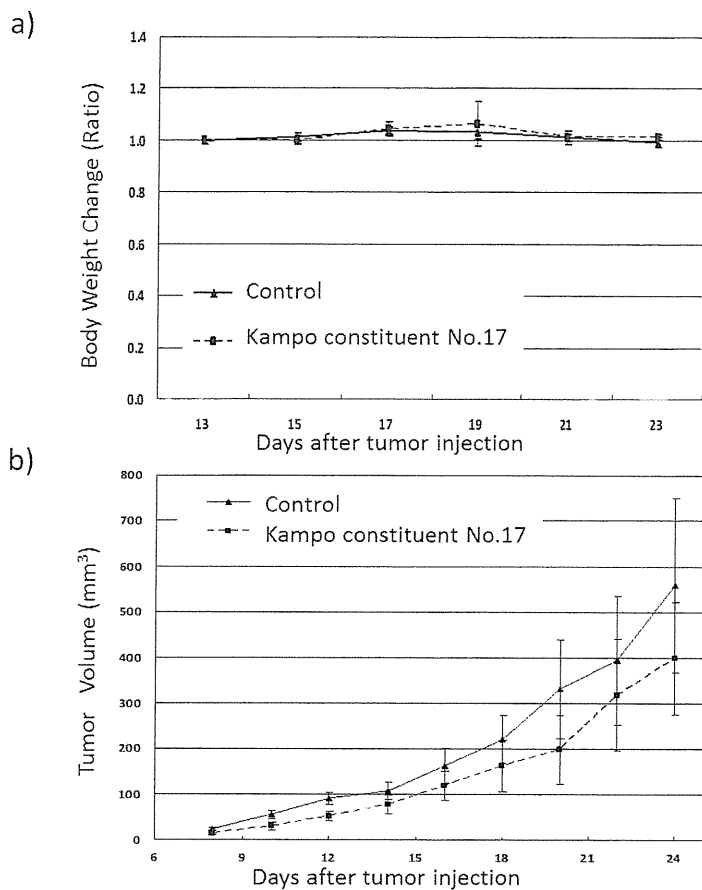 a)
Body Weight Change (Ratio)
1.4
1.2
1.0
0.8
0.6
0.4
0.2
0.0
Control
Kampo constituent No.17
13 15 17 19 21 23
Days after tumor injection
b)
Tumor Volume (mm³)
800
700
600
500
400
300
200
100
0
Control
Kampo constituent No.17
6 9 12 15 18 21 24
Days after tumor injection